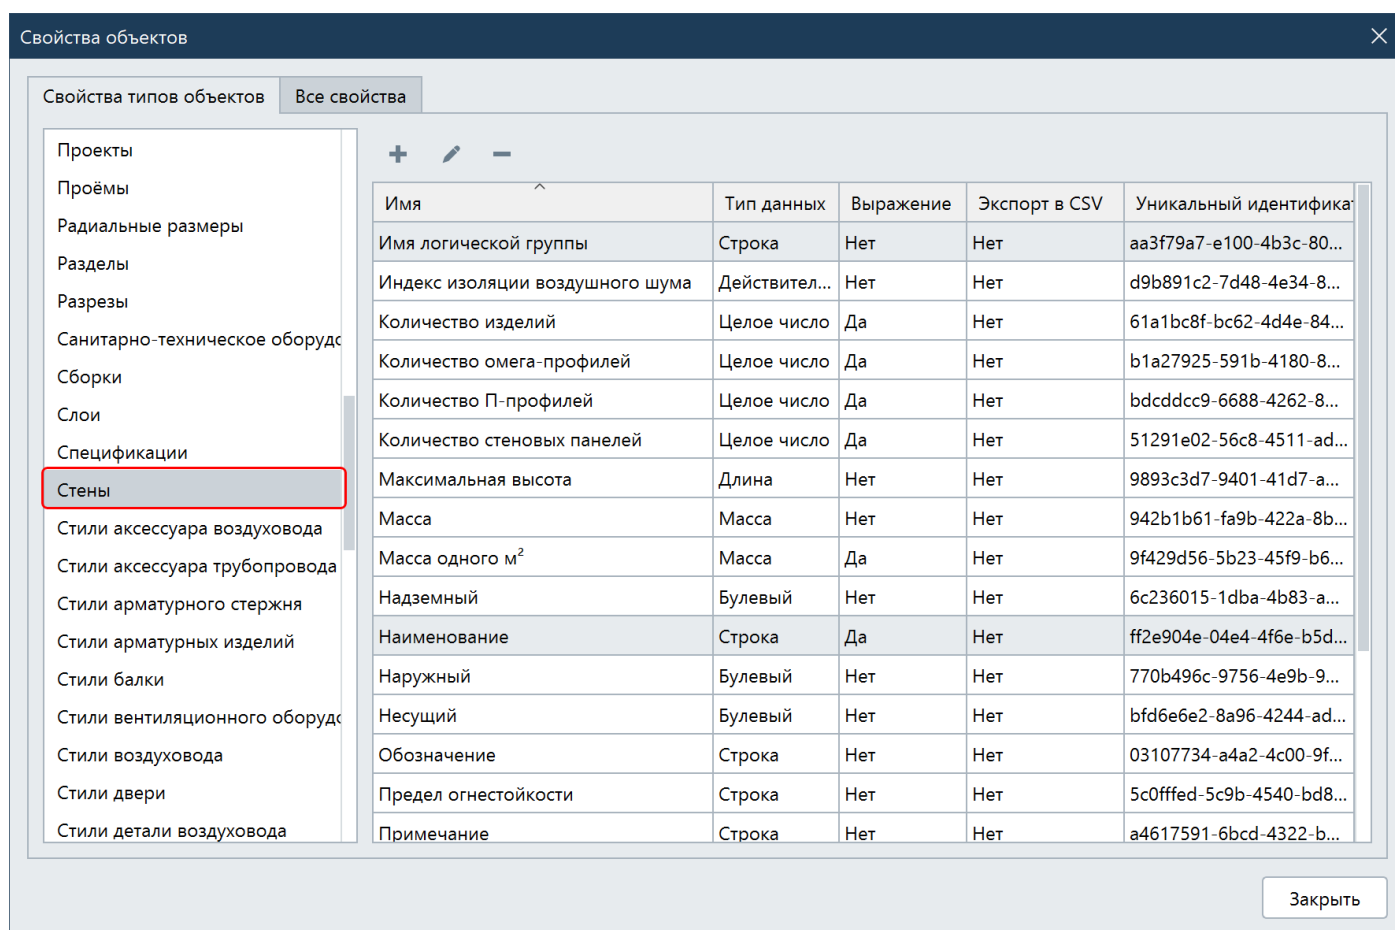 Свойства объектов
Свойства типов объектов Все свойства
Проекты
Проёмы
Радиальные размеры
Разделы
Разрезы
Санитарно-техническое оборудо
Сборки
Слои
Спецификации
Стены
Стили аксессуара воздуховода
Стили аксессуара трубопровода
Стили арматурного стержня
Стили арматурных изделий
Стили балки
Стили вентиляционного оборудо
Стили воздуховода
Стили двери
Стили детали воздуховода
Имя Тип данных Выражение Экспорт в CSV Уникальный идентификат
Имя логической группы Строка Нет Нет aa3f79a7-e100-4b3c-80...
Индекс изоляции воздушного шума Действител... Нет Нет d9b891c2-7d48-4e34-8...
Количество изделий Целое число Да Нет 61a1bc8f-bc62-4d4e-84...
Количество омега-профилей Целое число Да Нет b1a27925-591b-4180-8...
Количество П-профилей Целое число Да Нет bdcddcc9-6688-4262-8...
Количество стеновых панелей Целое число Да Нет 51291e02-56c8-4511-ad...
Максимальная высота Длина Нет Нет 9893c3d7-9401-41d7-a...
Масса Масса Нет Нет 942b1b61-fa9b-422a-8b...
Масса одного м² Масса Да Нет 9f429d56-5b23-45f9-b6...
Надземный Булевый Нет Нет 6c236015-1dba-4b83-a...
Наименование Строка Да Нет ff2e904e-04e4-4f6e-b5d...
Наружный Булевый Нет Нет 770b496c-9756-4e9b-9...
Несущий Булевый Нет Нет bfd6e6e2-8a96-4244-ad...
Обозначение Строка Нет Нет 03107734-a4a2-4c00-9f...
Предел огнестойкости Строка Нет Нет 5c0fffed-5c9b-4540-bd8...
Примечание Строка Нет Нет a4617591-6bcd-4322-b...
Закрыть